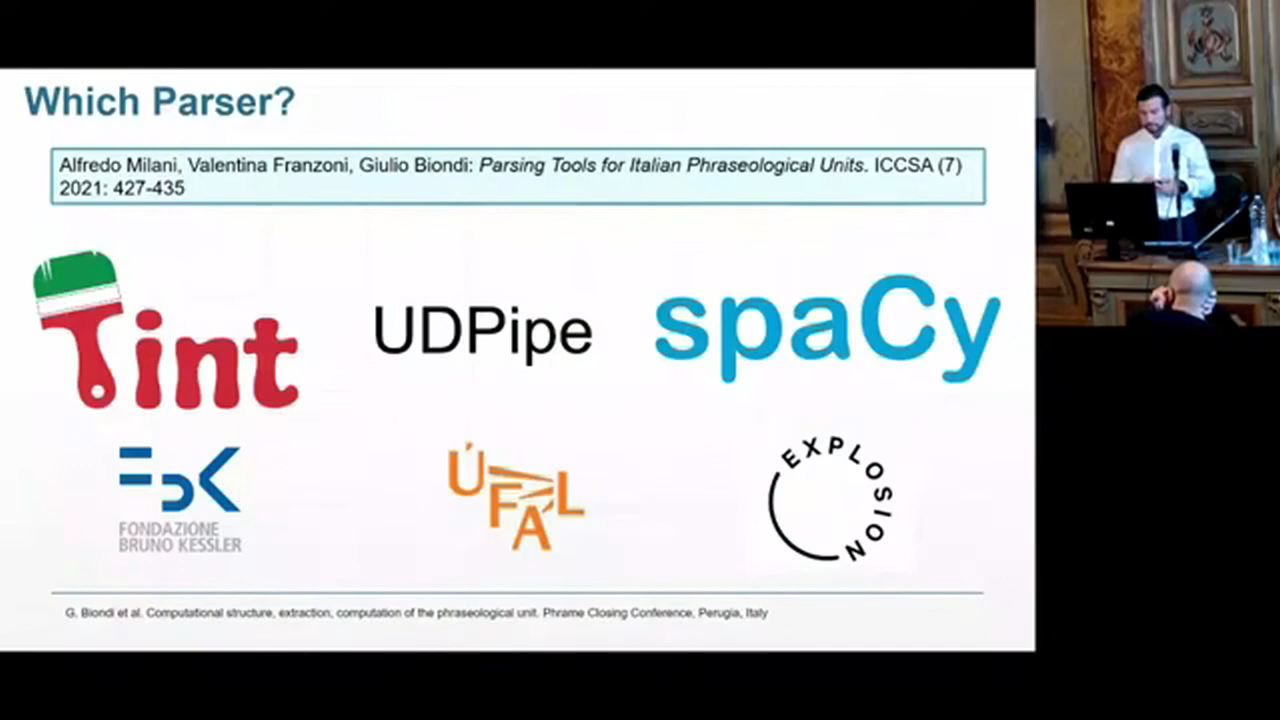 Which Parser?
Alfredo Milani, Valentina Franzoni, Giulio Biondi: Parsing Tools for Italian Phraseological Units. ICCSA (7)
2021: 427-435
Tint
UDPipe
spaCy
FBK
FONDAZIONE
BRUNO KESSLER
ÚFAL
EXPLOSION
G. Biondi et al. Computational structure, extraction, computation of the phraseological unit. Phrame Closing Conference, Perugia, Italy